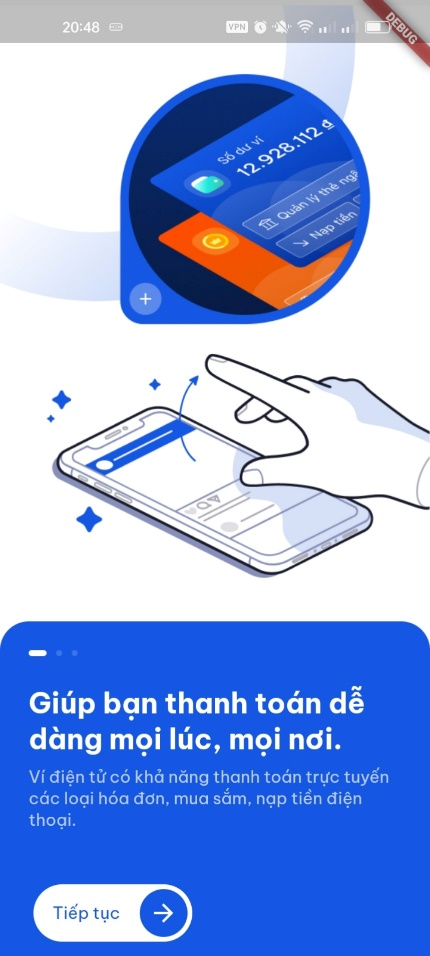 20:48
VPN
DEBUG
Số dư ví
12.928.112 đ
Quản lý thẻ ngâ
Nạp tiền
Giúp bạn thanh toán dễ
dàng mọi lúc, mọi nơi.
Ví điện tử có khả năng thanh toán trực tuyến
các loại hóa đơn, mua sắm, nạp tiền điện
thoại.
Tiếp tục